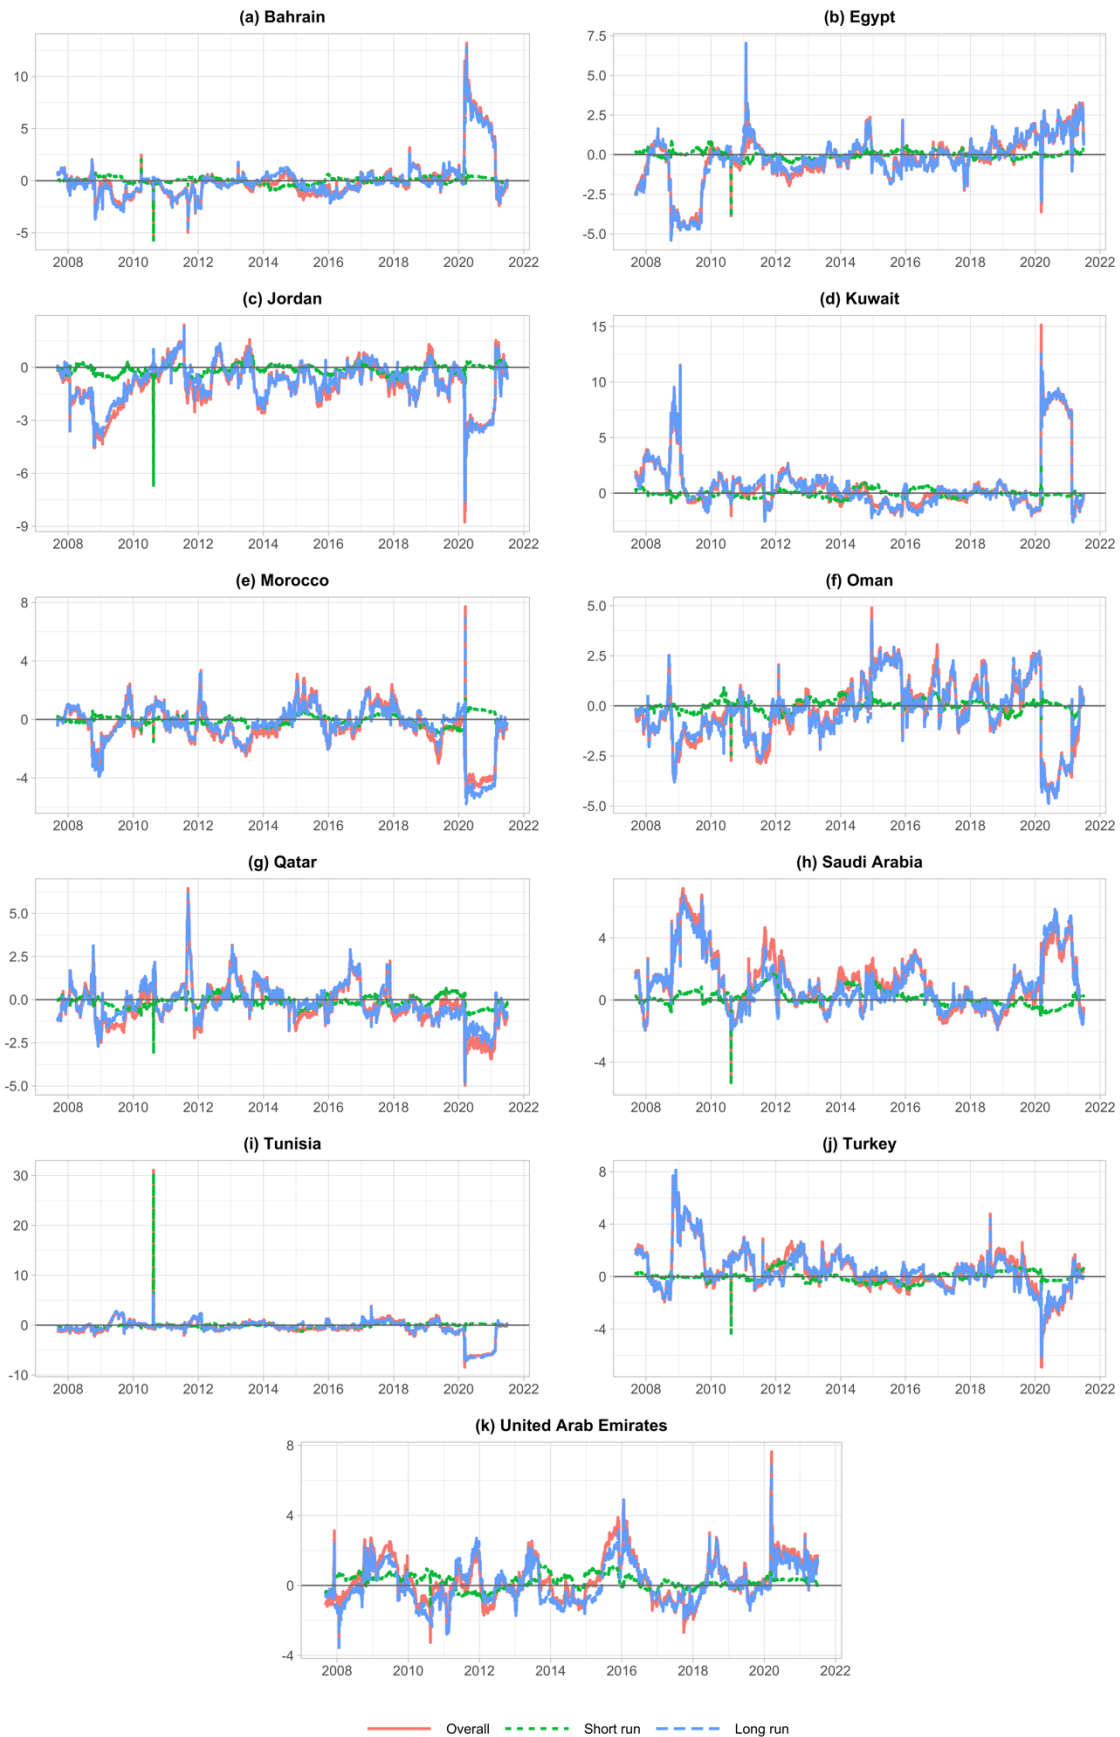 (a) Bahrain
10
5
0
-5
2008 2010 2012 2014 2016 2018 2020 2022
(b) Egypt
7.5
5.0
2.5
0.0
-2.5
-5.0
2008 2010 2012 2014 2016 2018 2020 2022
(c) Jordan
0
-3
-6
-9
2008 2010 2012 2014 2016 2018 2020 2022
(d) Kuwait
15
10
5
0
2008 2010 2012 2014 2016 2018 2020 2022
(e) Morocco
8
4
0
-4
2008 2010 2012 2014 2016 2018 2020 2022
(f) Oman
5.0
2.5
0.0
-2.5
-5.0
2008 2010 2012 2014 2016 2018 2020 2022
(g) Qatar
5.0
2.5
0.0
-2.5
-5.0
2008 2010 2012 2014 2016 2018 2020 2022
(h) Saudi Arabia
4
0
-4
2008 2010 2012 2014 2016 2018 2020 2022
(i) Tunisia
30
20
10
0
-10
2008 2010 2012 2014 2016 2018 2020 2022
(j) Turkey
8
4
0
-4
2008 2010 2012 2014 2016 2018 2020 2022
(k) United Arab Emirates
8
4
0
-4
2008 2010 2012 2014 2016 2018 2020 2022
Overall Short run Long run